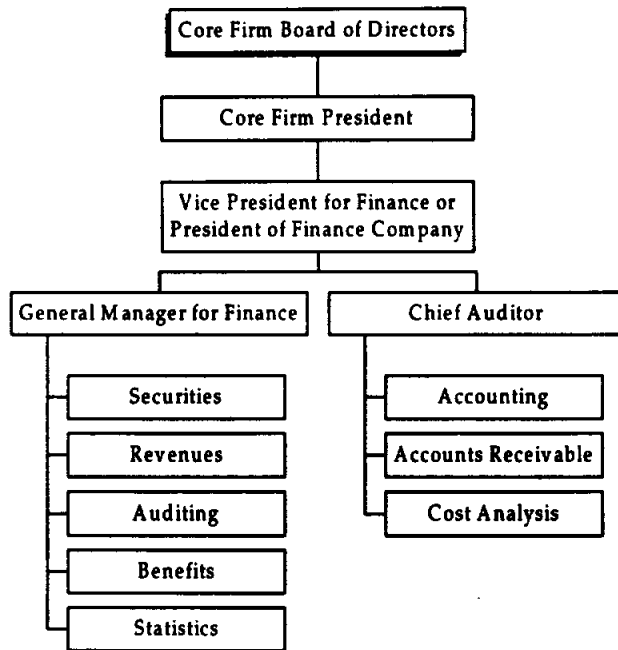 Core Firm Board of Directors
Core Firm President
Vice President for Finance or
President of Finance Company
General Manager for Finance
Chief Auditor
Securities
Revenues
Auditing
Benefits
Statistics
Accounting
Accounts Receivable
Cost Analysis